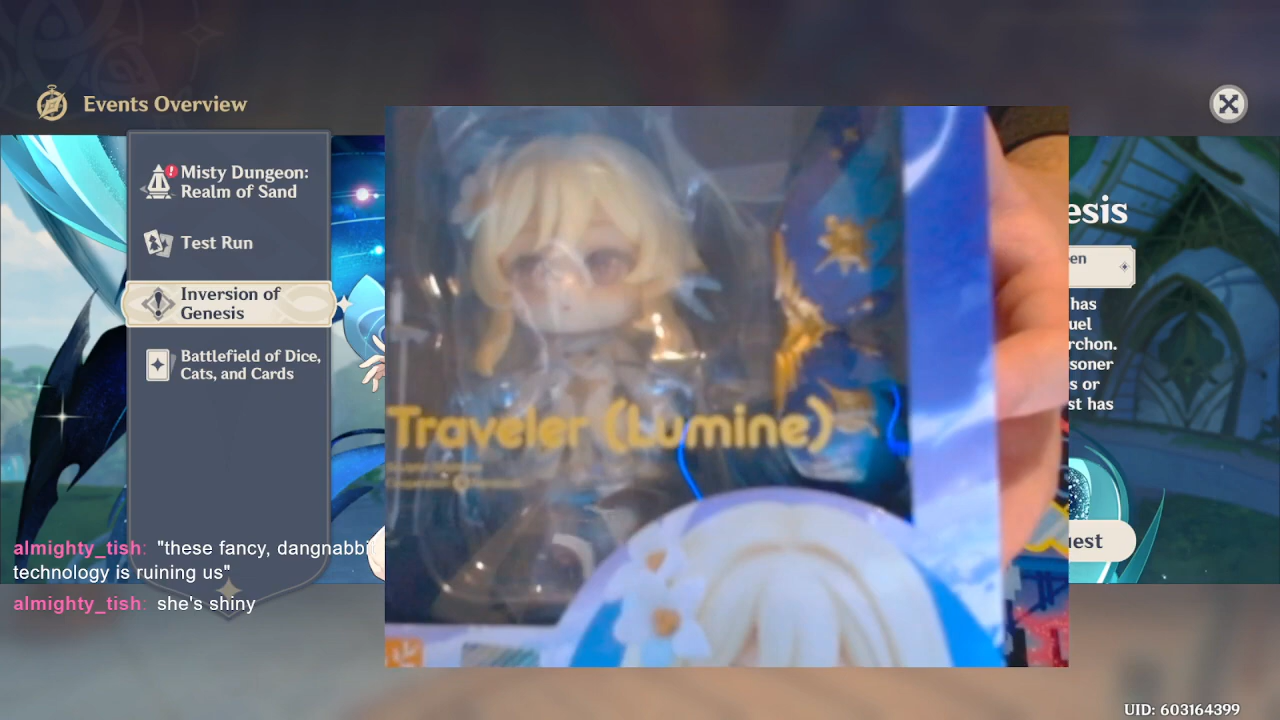 Events Overview
Misty Dungeon:
Realm of Sand
Test Run
Inversion of
Genesis
Battlefield of Dice,
Cats, and Cards
Traveler (Lumine)
esis
en
has
uel
rchon.
soner
s or
st has
uest
almighty_tish: "these fancy, dangnabbi
technology is ruining us"
almighty_tish: she's shiny
UID: 603164399